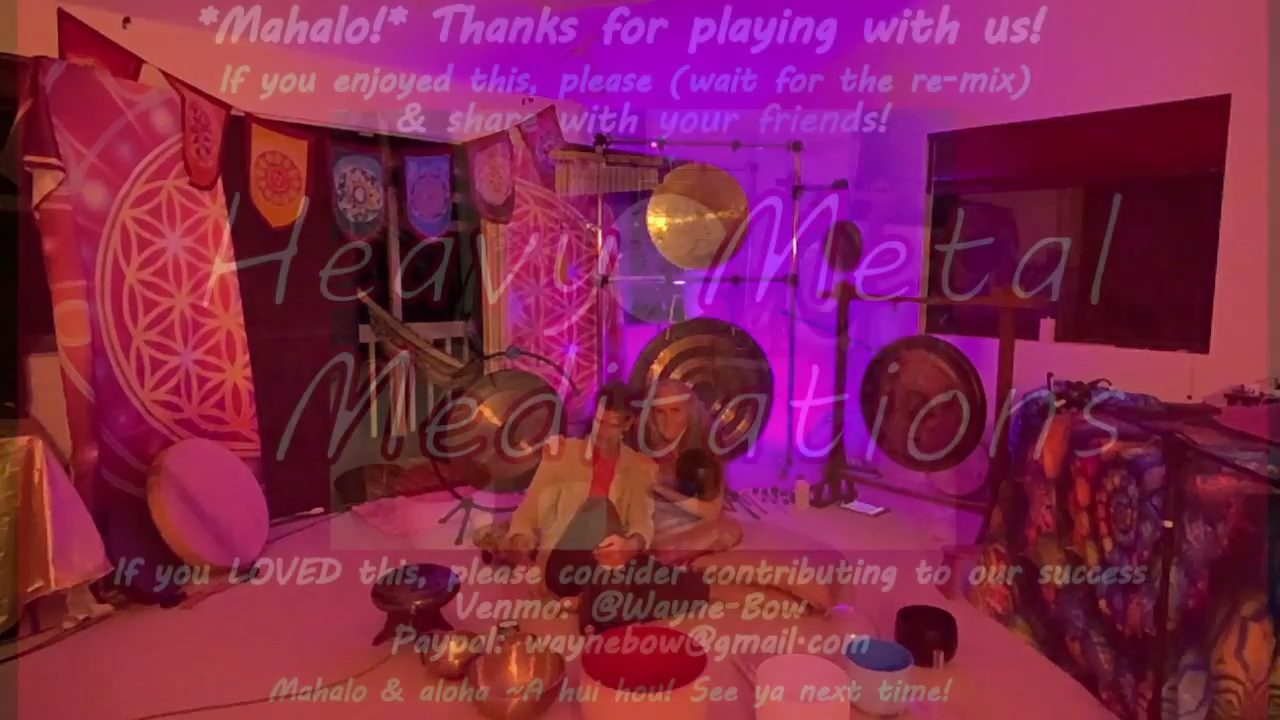 *Mahalo!* Thanks for playing with us!
If you enjoyed this, please (wait for the re-mix)
& share with your friends!
Heavy Metal
Meditations
If you LOVED this, please consider contributing to our success
Venmo: @Wayne-Bow
Paypal: waynebow@gmail.com
Mahalo & aloha ~A hui hou! See ya next time!